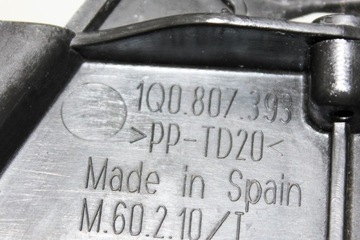 1Q0.807.393
>PP-TD20<
Made in Spain
M.60.2.10/T